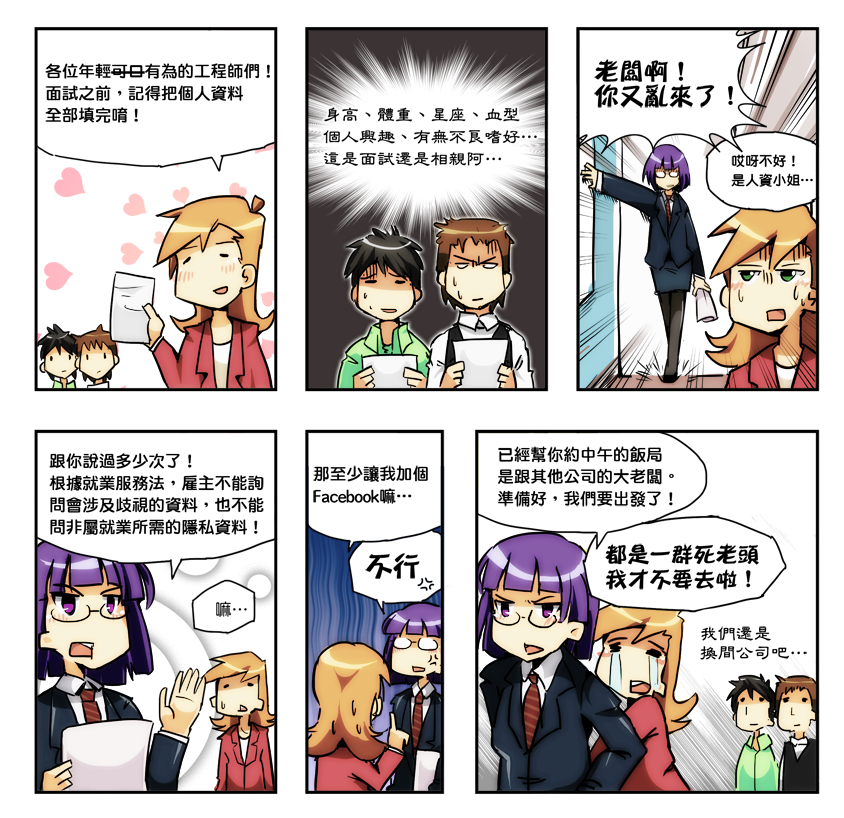 各位年輕可口有為的工程師們！
面試之前，記得把個人資料
全部填完唷！
身高、體重、星座、血型
個人興趣、有無不良嗜好…
這是面試還是相親阿…
老闆啊！
你又亂來了！
哎呀不好！
是人資小姐…
跟你說過多少次了！
根據就業服務法，雇主不能詢
問會涉及歧視的資料，也不能
問非屬就業所需的隱私資料！
嘛…
那至少讓我加個
Facebook嘛…
不行
已經幫你約中午的飯局
是跟其他公司的大老闆。
準備好，我們要出發了！
都是一群死老頭
我才不要去啦！
我們還是
換間公司吧…